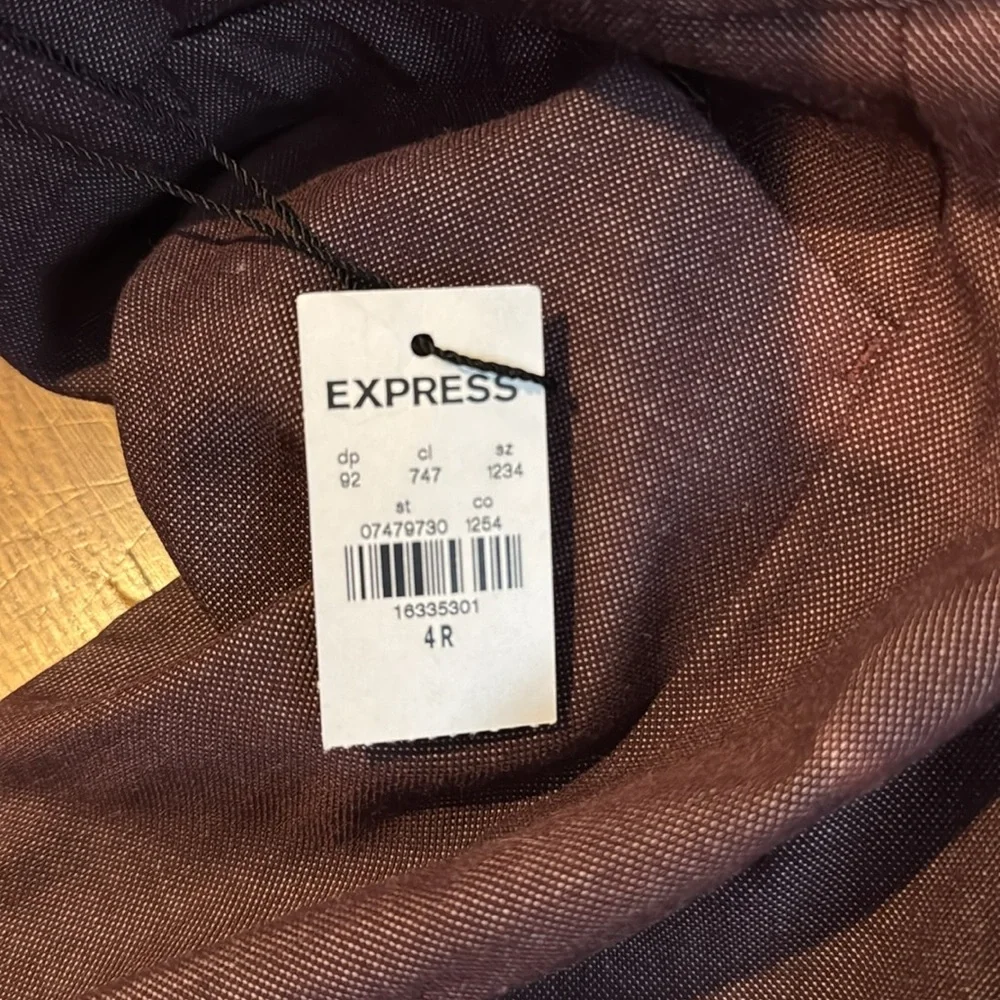 EXPRESS
dp cl sz
92 747 1234
st co
07479730 1254
16335301
4R